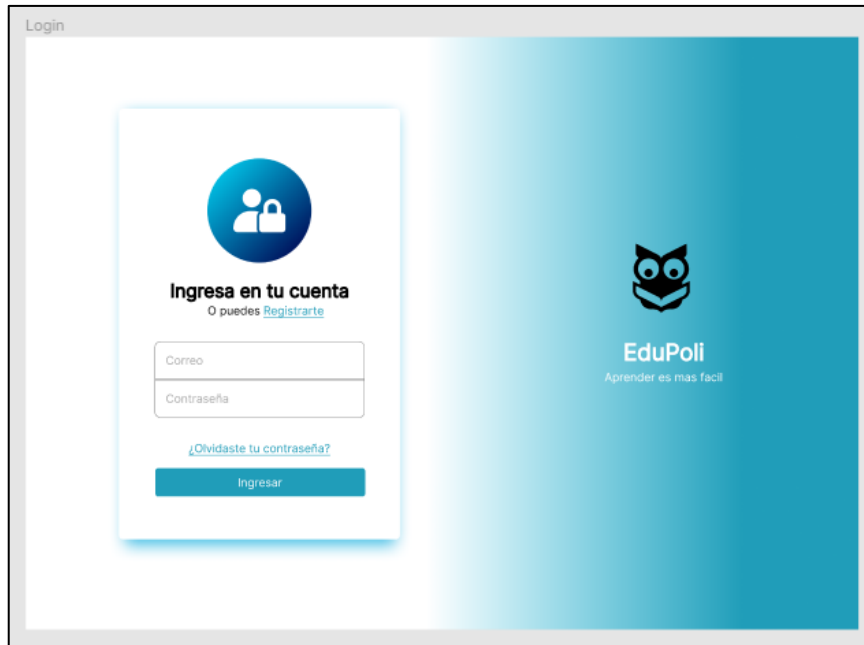 Login
Ingresa en tu cuenta
O puedes Registrarte
Correo
Contraseña
¿Olvidaste tu contraseña?
Ingresar
EduPoli
Aprender es mas facil